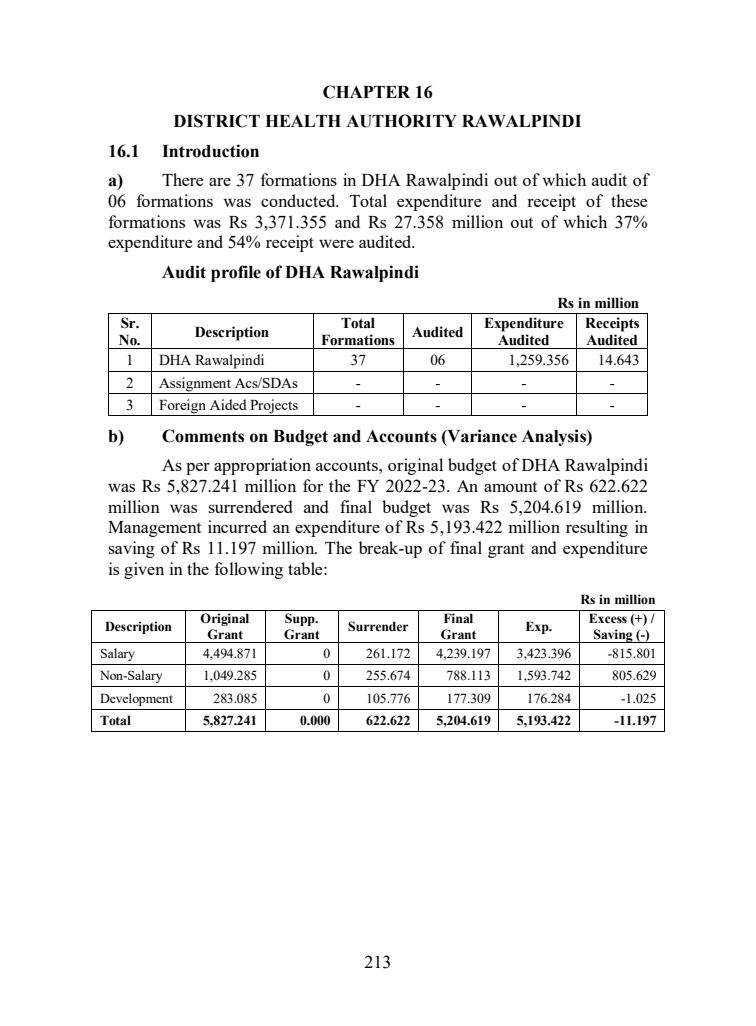 CHAPTER 16
DISTRICT HEALTH AUTHORITY RAWALPINDI
16.1 Introduction
a) There are 37 formations in DHA Rawalpindi out of which audit of
06 formations was conducted. Total expenditure and receipt of these
formations was Rs 3,371.355 and Rs 27.358 million out of which 37%
expenditure and 54% receipt were audited.
Audit profile of DHA Rawalpindi
Rs in million
Sr. No. Description Total Formations Audited Expenditure Audited Receipts Audited
1 DHA Rawalpindi 37 06 1,259.356 14.643
2 Assignment Acs/SDAs - - - -
3 Foreign Aided Projects - - - -
b) Comments on Budget and Accounts (Variance Analysis)
As per appropriation accounts, original budget of DHA Rawalpindi
was Rs 5,827.241 million for the FY 2022-23. An amount of Rs 622.622
million was surrendered and final budget was Rs 5,204.619 million.
Management incurred an expenditure of Rs 5,193.422 million resulting in
saving of Rs 11.197 million. The break-up of final grant and expenditure
is given in the following table:
Rs in million
Description Original Grant Supp. Grant Surrender Final Grant Exp. Excess (+) / Saving (-)
Salary 4,494.871 0 261.172 4,239.197 3,423.396 -815.801
Non-Salary 1,049.285 0 255.674 788.113 1,593.742 805.629
Development 283.085 0 105.776 177.309 176.284 -1.025
Total 5,827.241 0.000 622.622 5,204.619 5,193.422 -11.197
213